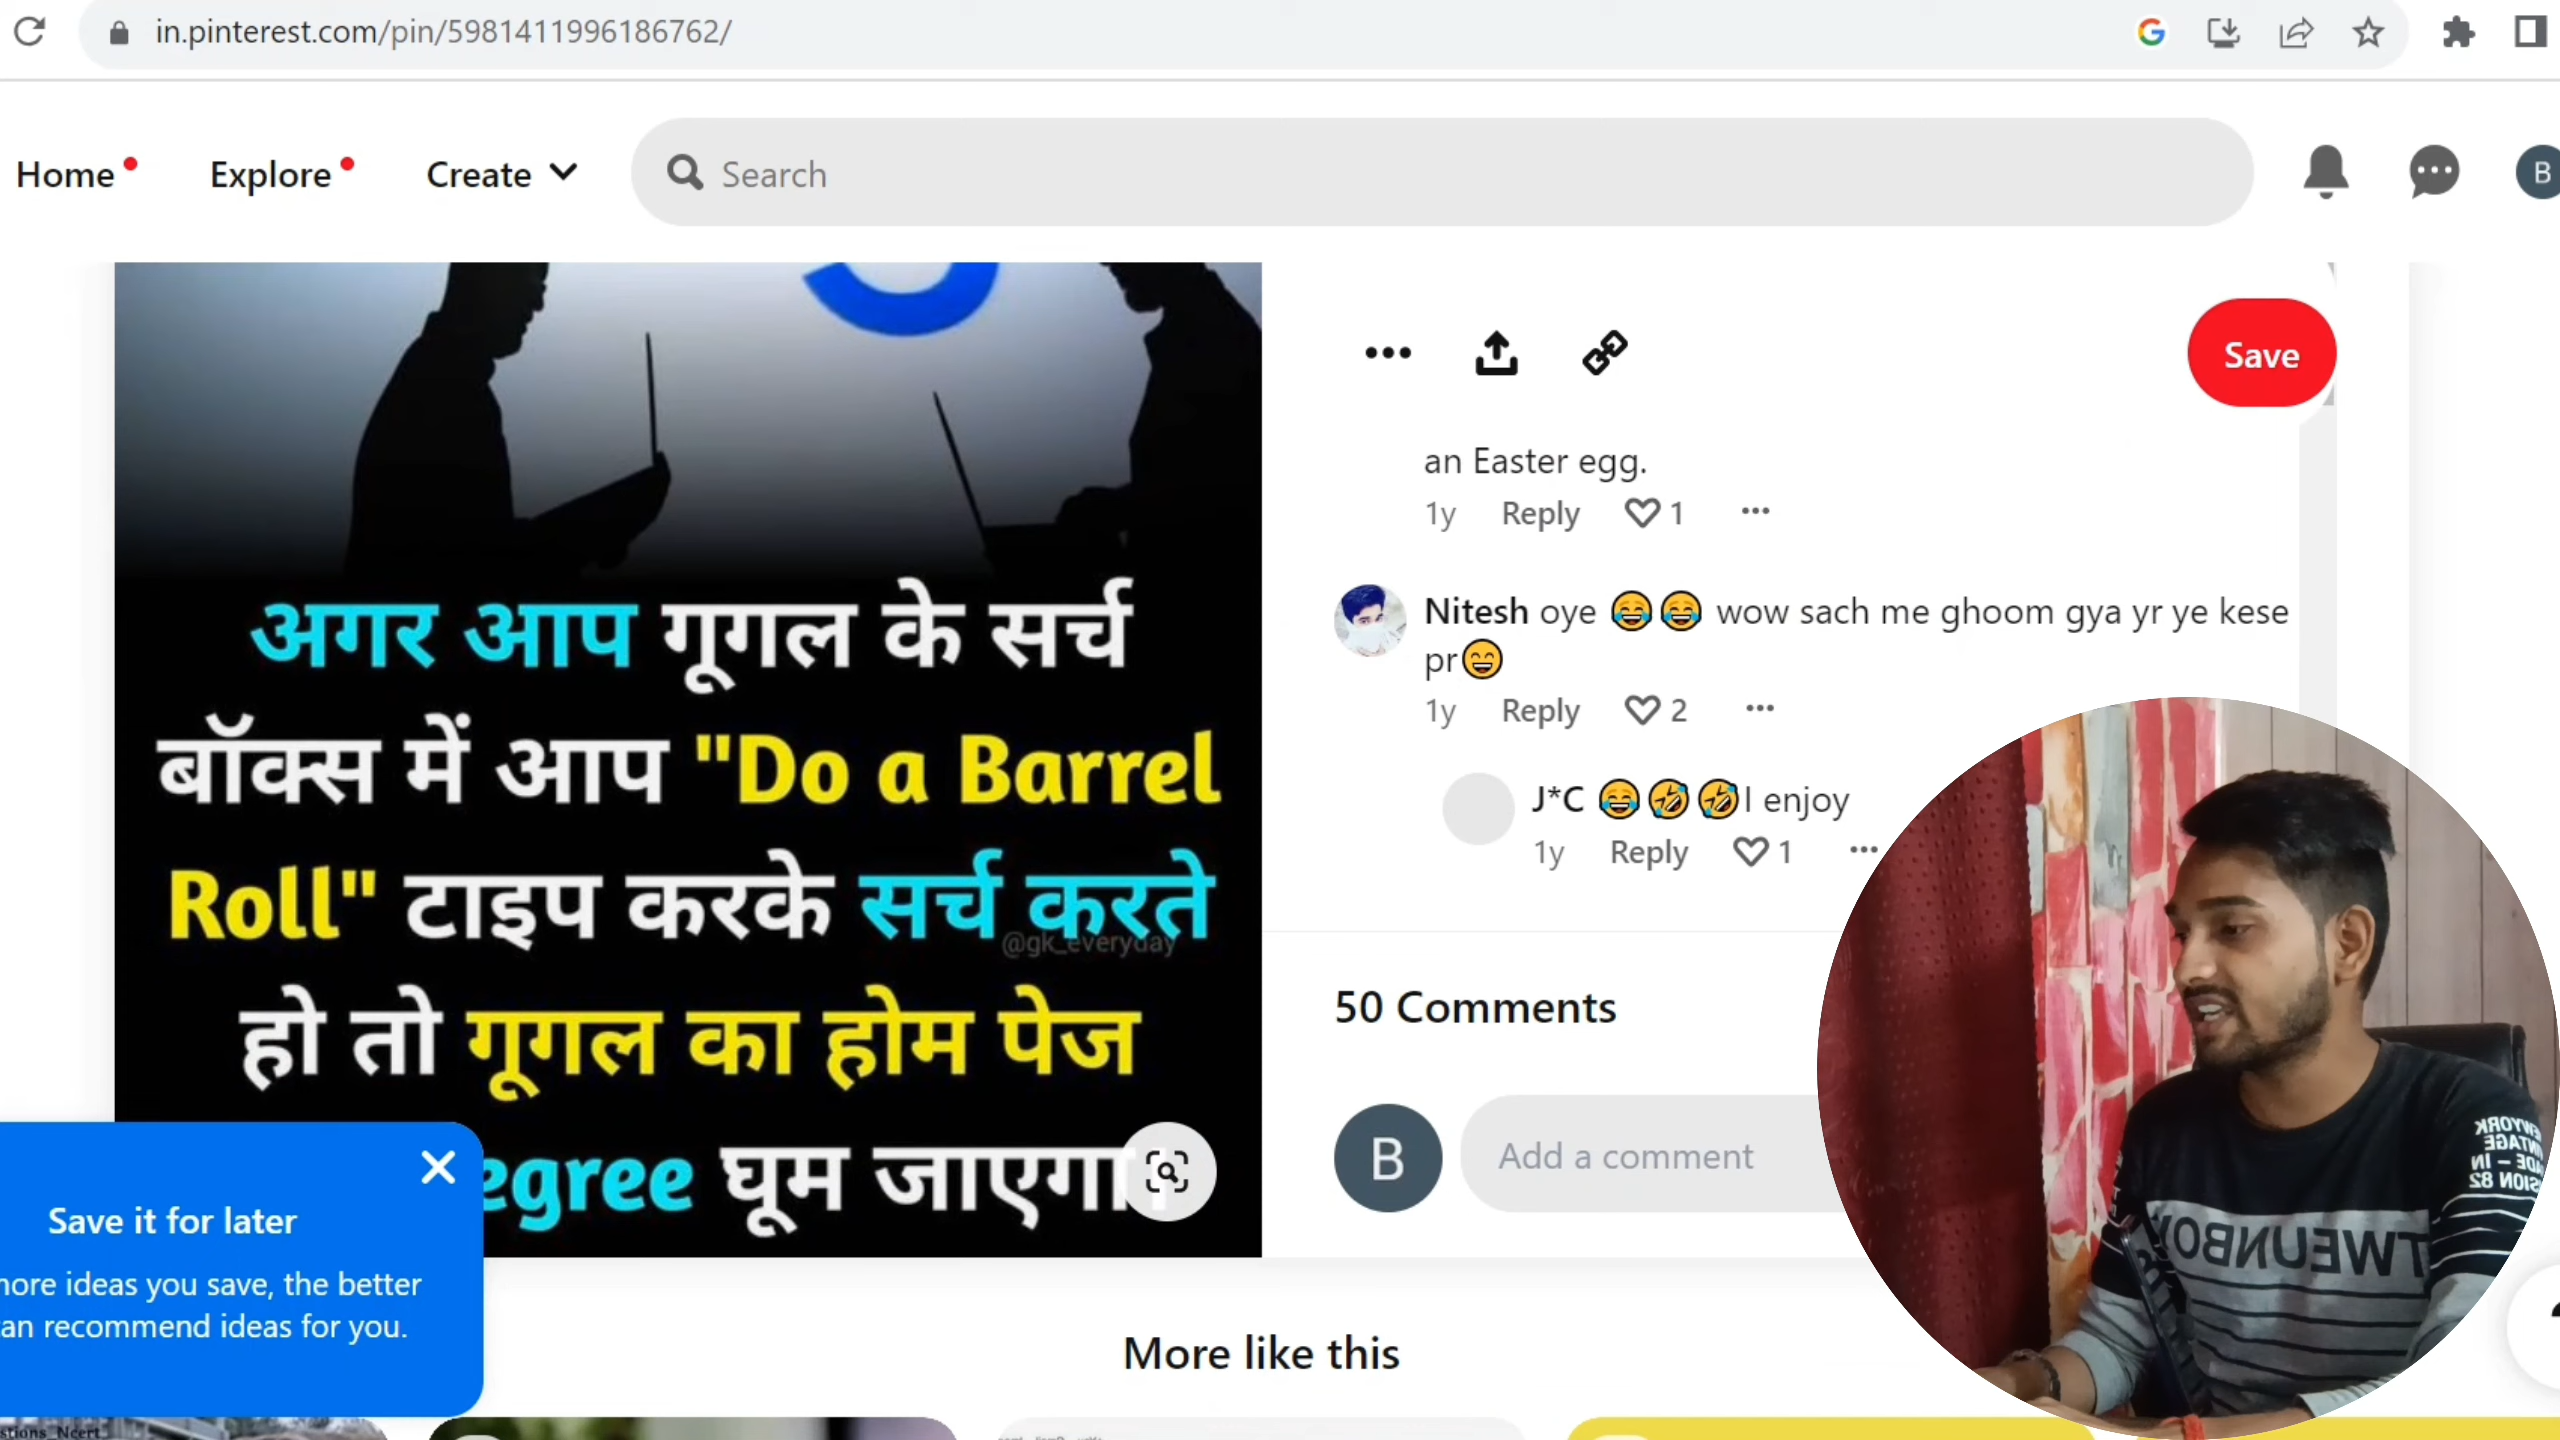 in.pinterest.com/pin/5981411996186762/
Home
Explore
Create
Search
B
Save
an Easter egg.
1y Reply 1
Nitesh oye 😂😂 wow sach me ghoom gya yr ye kese
pr😄
1y Reply 2
J*C 😂🤣🤣I enjoy
1y Reply 1
50 Comments
B
Add a comment
अगर आप गूगल के सर्च
बॉक्स में आप "Do a Barrel
Roll" टाइप करके सर्च करते
@gk_everyday
हो तो गूगल का होम पेज
egree घूम जाएगा
Save it for later
ore ideas you save, the better
an recommend ideas for you.
More like this